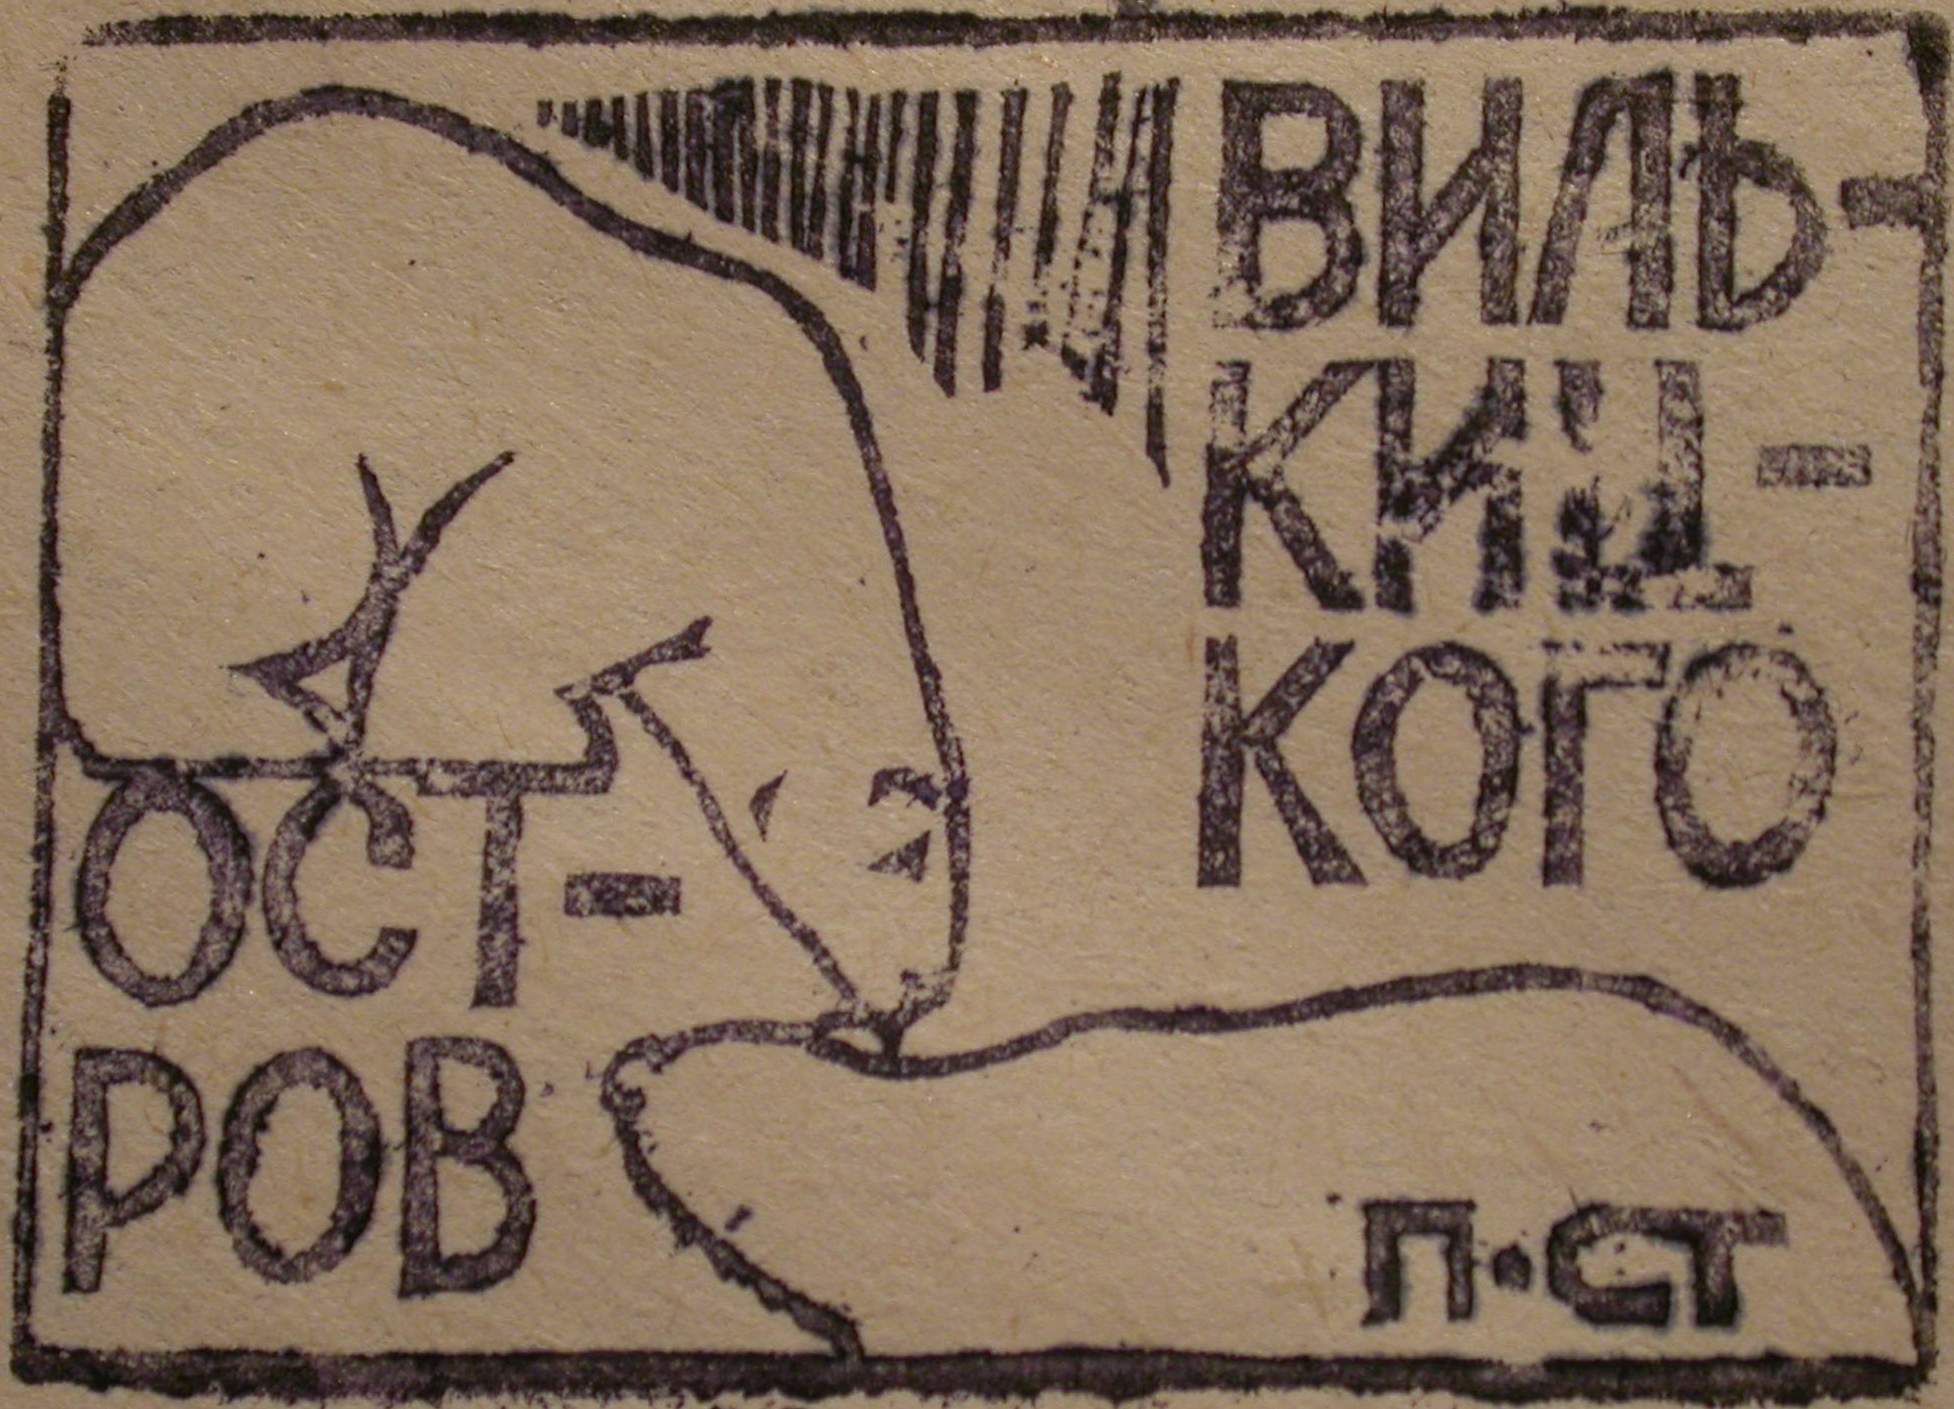 ВИЛЬ-
КИЦ-
КОГО
ОСТ-
РОВ
П·СТ